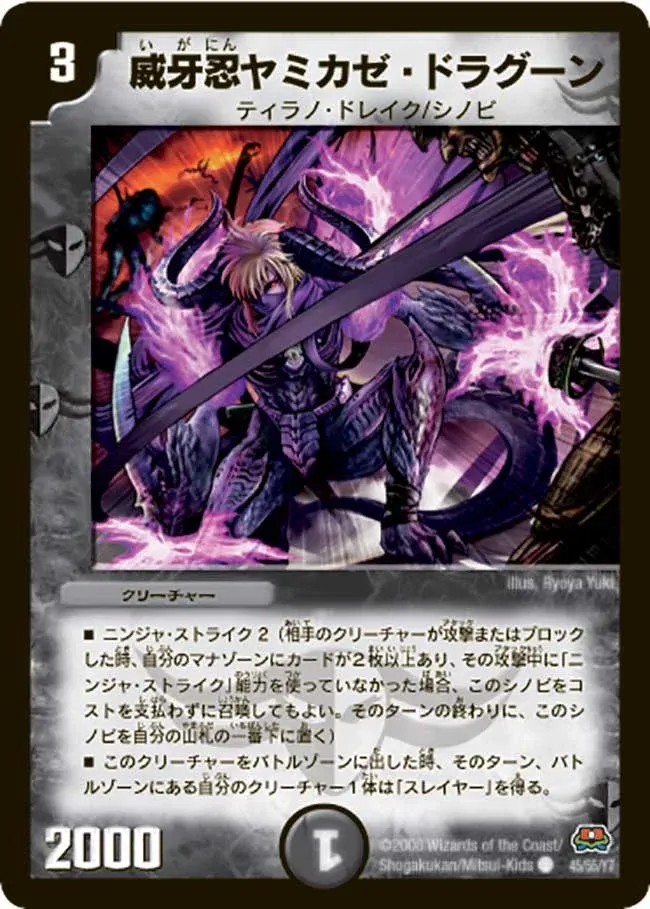 3
いがにん
威牙忍ヤミカゼ・ドラグーン
ティラノ・ドレイク/シノビ
illus. Ryoya Yuki
クリーチャー
■ ニンジャ・ストライク 2（相手のクリーチャーが攻撃またはブロック
した時、自分のマナゾーンにカードが２枚以上あり、その攻撃中に「ニ
ンジャ・ストライク」能力を使っていなかった場合、このシノビをコ
ストを支払わずに召喚してもよい。そのターンの終わりに、このシ
ノビを自分の山札の一番下に置く）
■ このクリーチャーをバトルゾーンに出した時、そのターン、バト
ルゾーンにある自分のクリーチャー１体は「スレイヤー」を得る。
2000
1
©2008 Wizards of the Coast/
Shogakukan/Mitsui-Kids
45/55/Y7